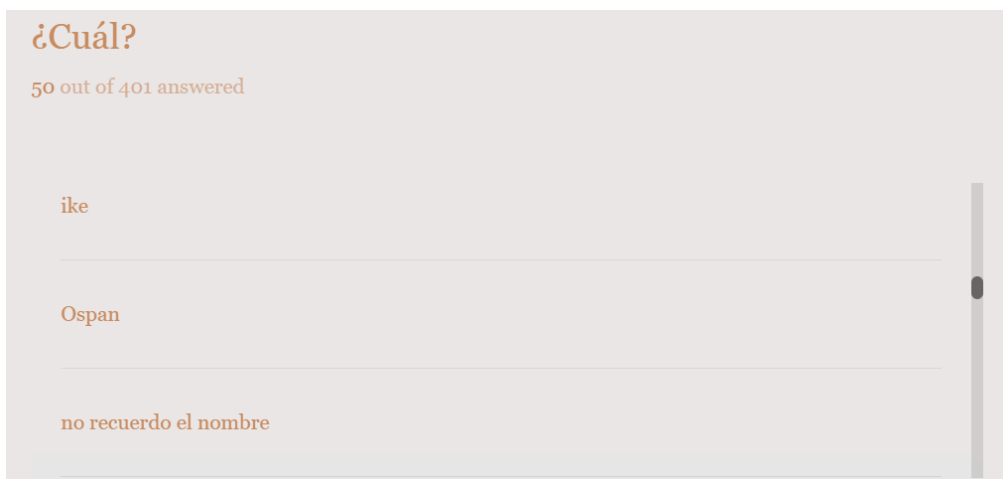 ¿Cuál?
50 out of 401 answered
ike
Ospan
no recuerdo el nombre